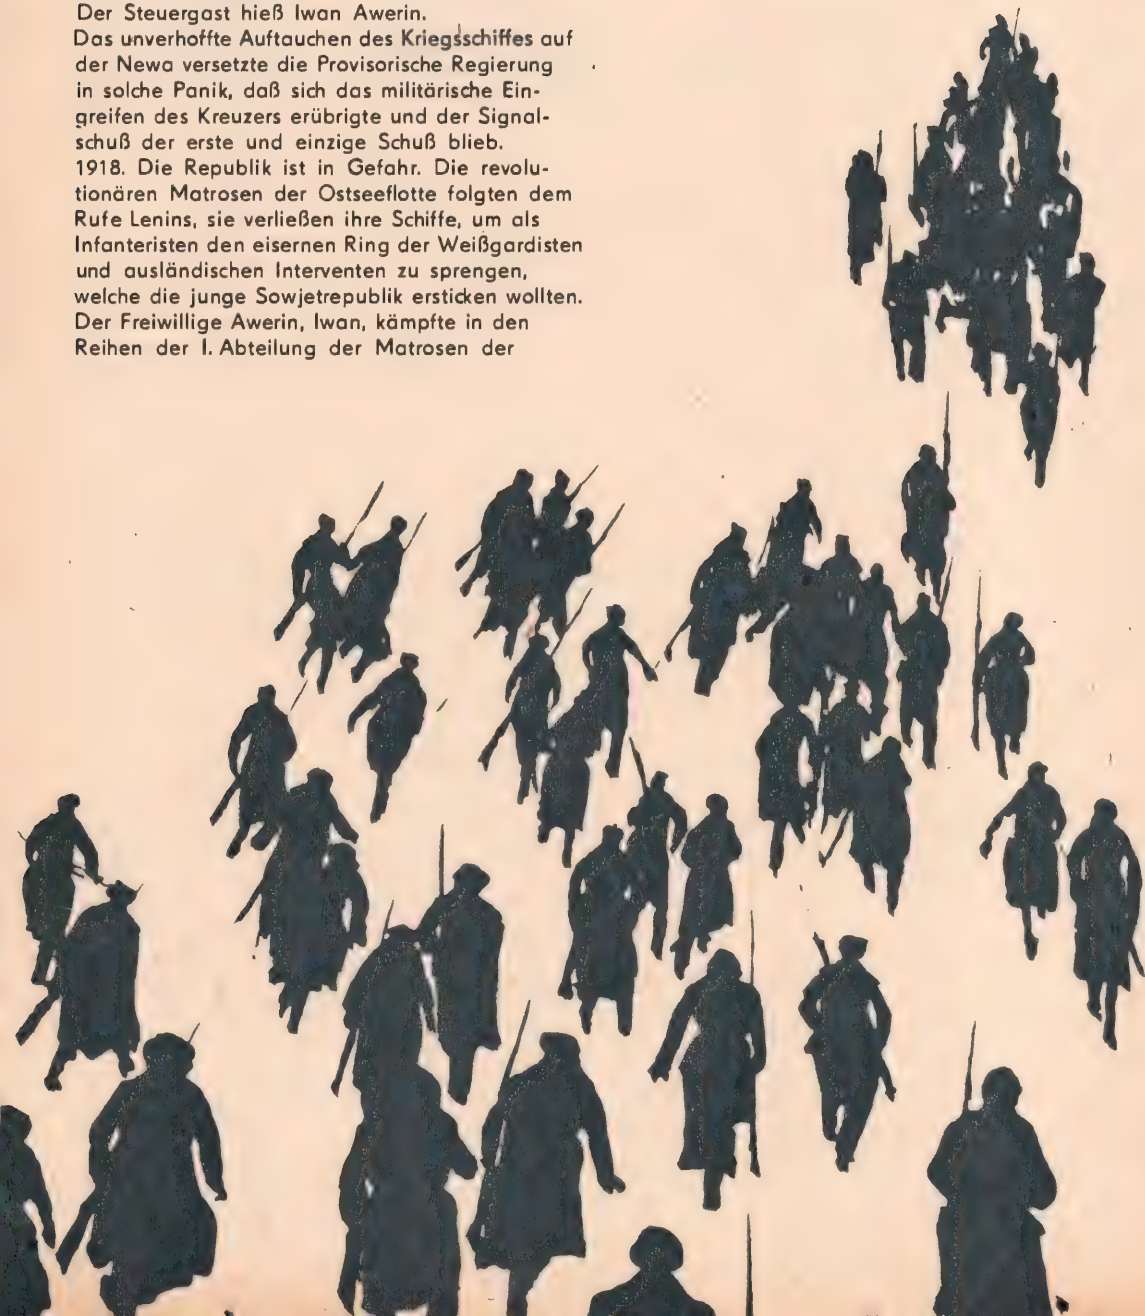 Der Steuergast hieß Iwan Awerin.
Das unverhoffte Auftauchen des Kriegsschiffes auf
der Newa versetzte die Provisorische Regierung
in solche Panik, daß sich das militärische Ein-
greifen des Kreuzers erübrigte und der Signal-
schuß der erste und einzige Schuß blieb.
1918. Die Republik ist in Gefahr. Die revolu-
tionären Matrosen der Ostseeflotte folgten dem
Rufe Lenins, sie verließen ihre Schiffe, um als
Infanteristen den eisernen Ring der Weißgardisten
und ausländischen Interventen zu sprengen,
welche die junge Sowjetrepublik ersticken wollten.
Der Freiwillige Awerin, Iwan, kämpfte in den
Reihen der I. Abteilung der Matrosen der